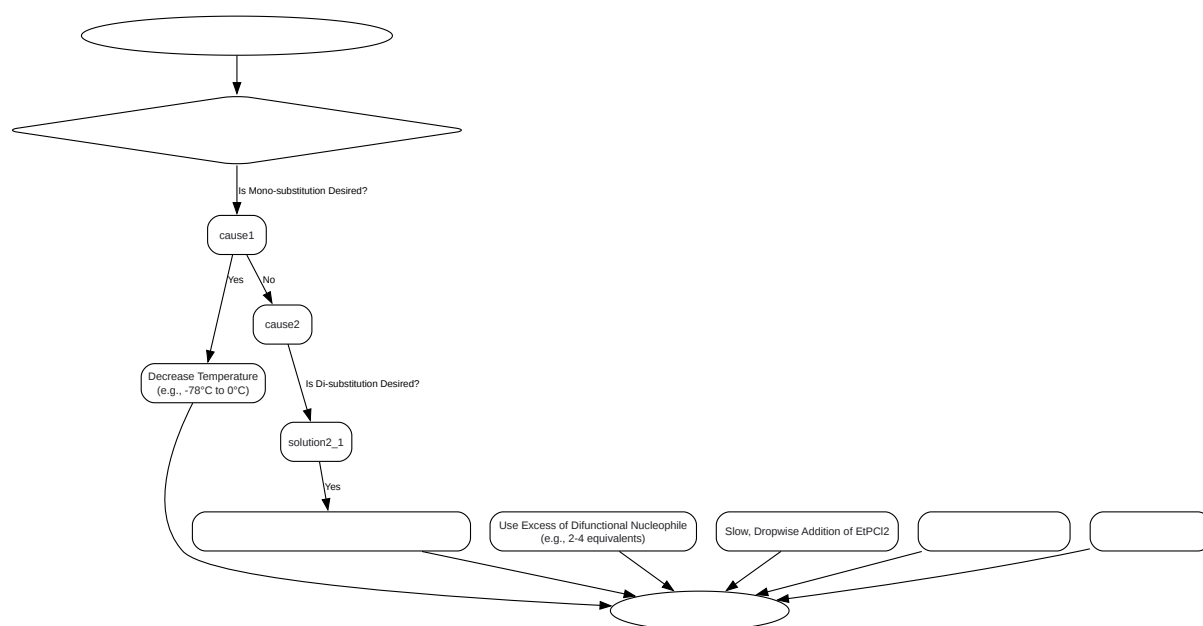 Is Mono-substitution Desired?
cause1
Yes
No
cause2
Decrease Temperature
(e.g., -78°C to 0°C)
Is Di-substitution Desired?
solution2_1
Yes
Use Excess of Difunctional Nucleophile
(e.g., 2-4 equivalents)
Slow, Dropwise Addition of EtPCl2